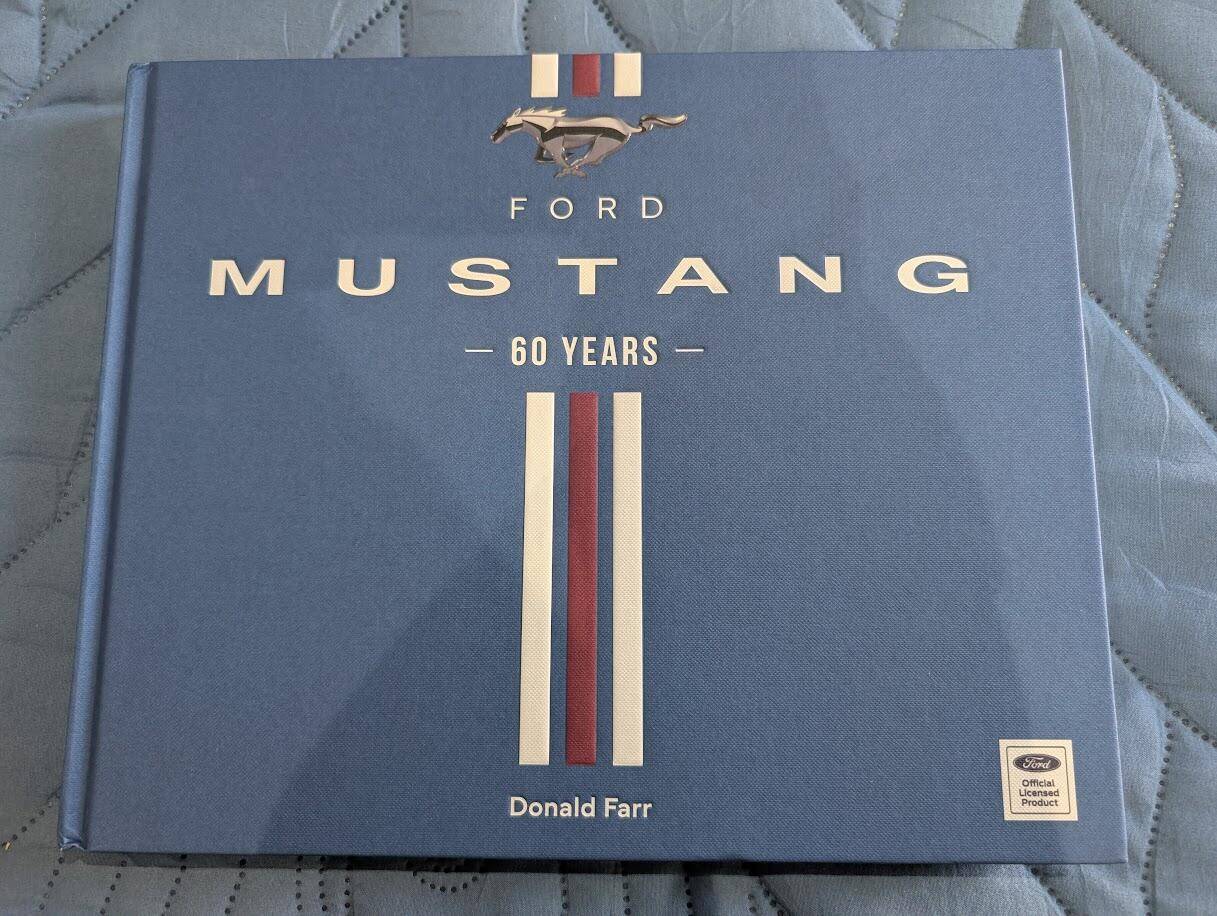 FORD
MUSTANG
— 60 YEARS —
Donald Farr
Ford
Official
Licensed
Product